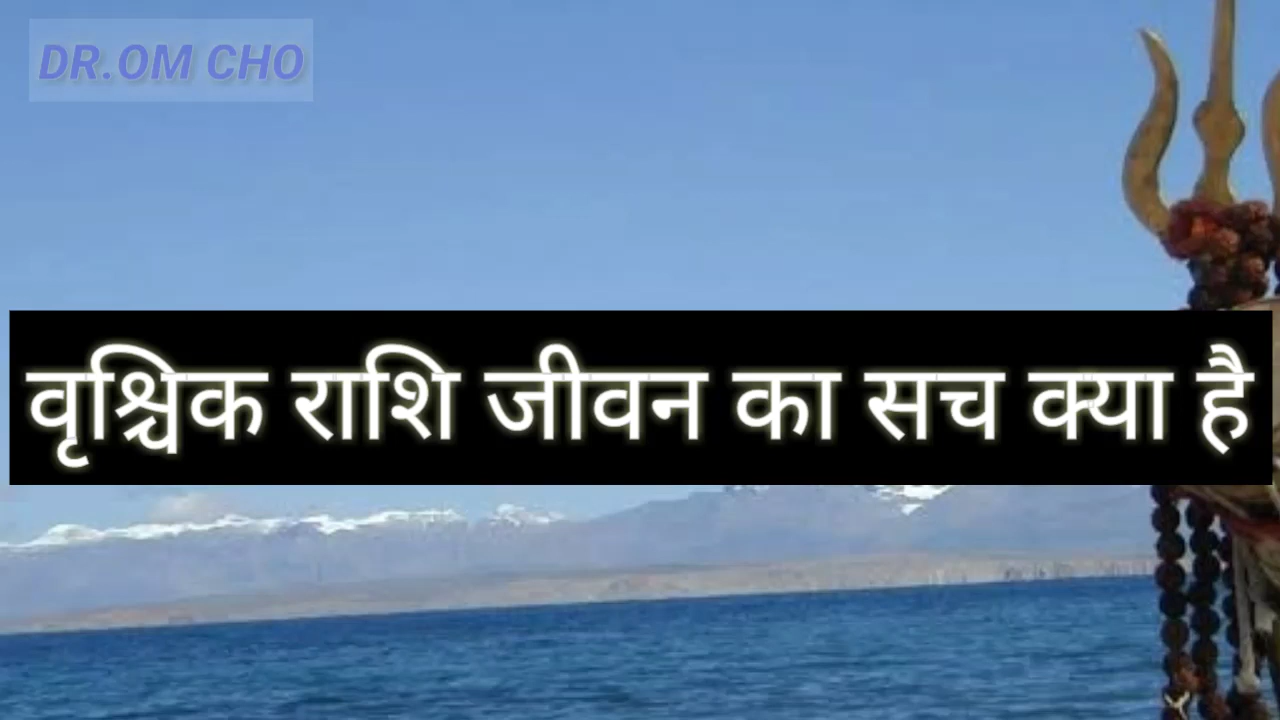 DR.OM CHO
वृश्चिक राशि जीवन का सच क्या है